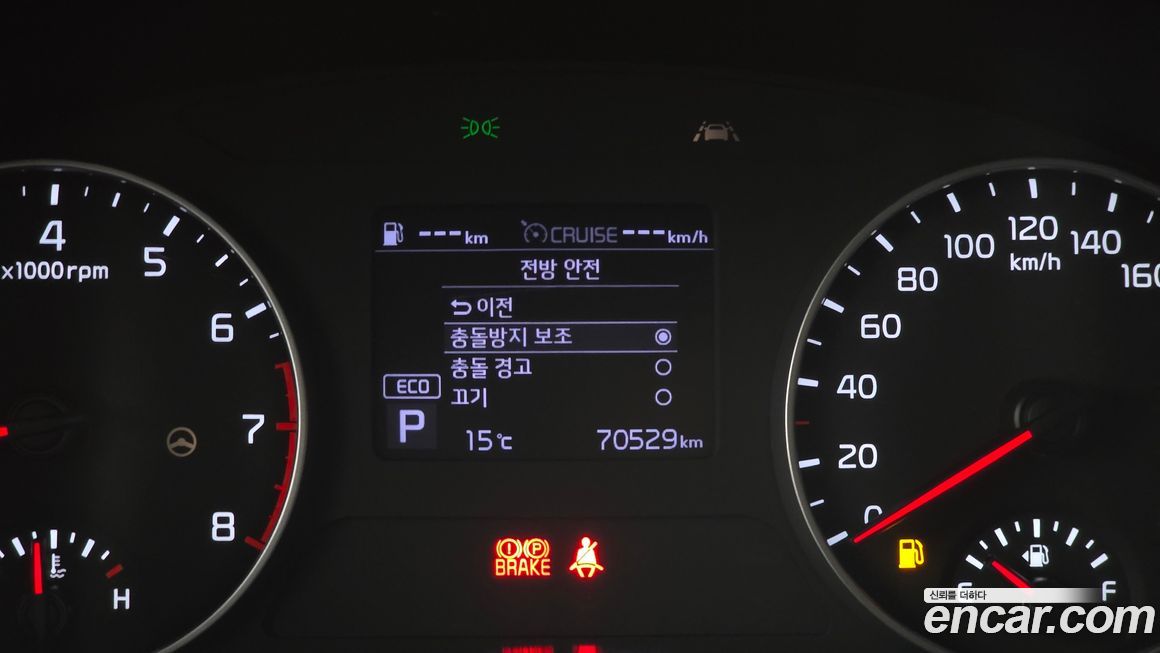 4
x1000rpm
5
6
7
8
H
--- km
CRUISE --- km/h
전방 안전
이전
충돌방지 보조
충돌 경고
끄기
ECO
P
15℃
70529 km
BRAKE
0
20
40
60
80
100
120
140
160
km/h
F
신뢰를 더하다
encar.com